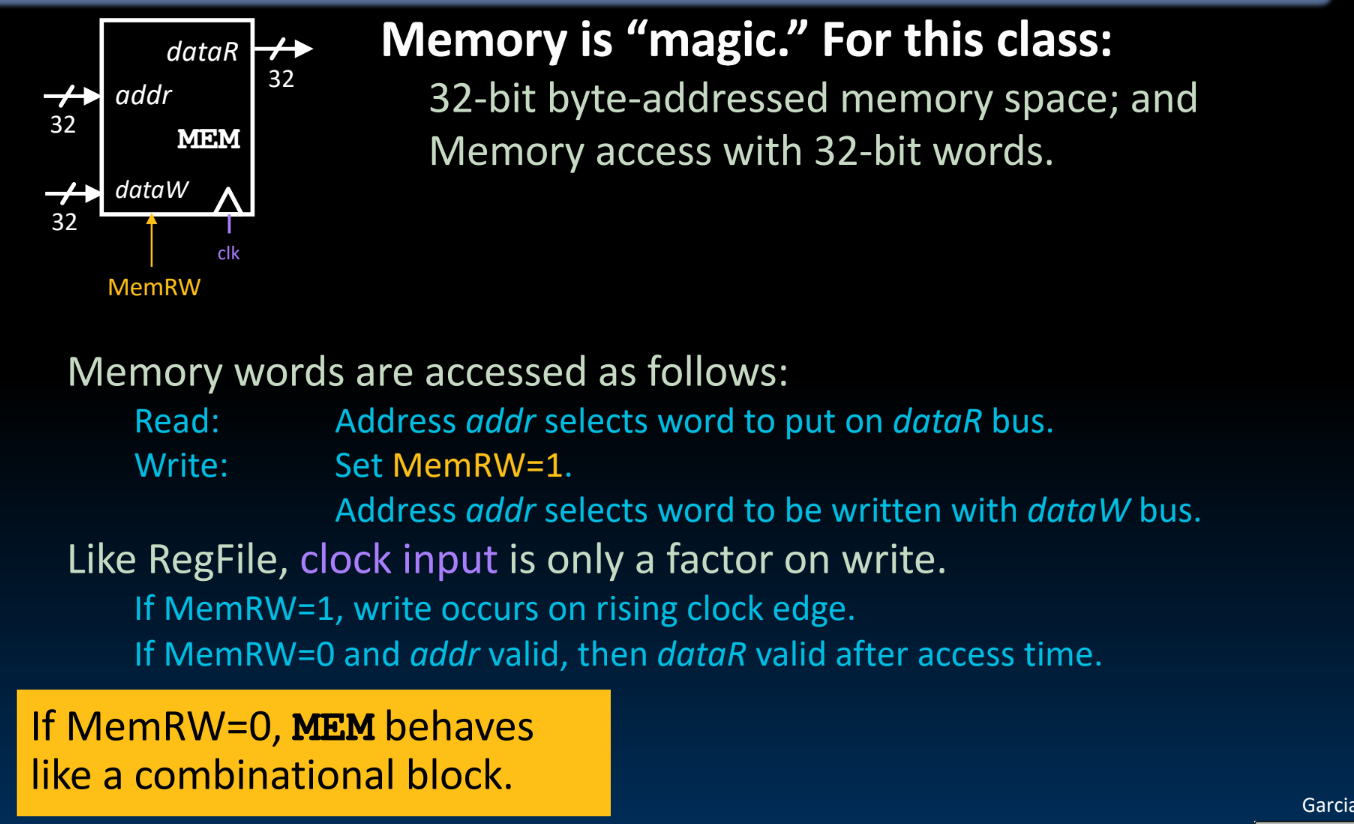 dataR
32
addr
32
MEM
dataW
32
clk
MemRW
Memory is “magic.” For this class:
32-bit byte-addressed memory space; and
Memory access with 32-bit words.
Memory words are accessed as follows:
Read: Address addr selects word to put on dataR bus.
Write: Set MemRW=1.
Address addr selects word to be written with dataW bus.
Like RegFile, clock input is only a factor on write.
If MemRW=1, write occurs on rising clock edge.
If MemRW=0 and addr valid, then dataR valid after access time.
If MemRW=0, MEM behaves
like a combinational block.
Garcia